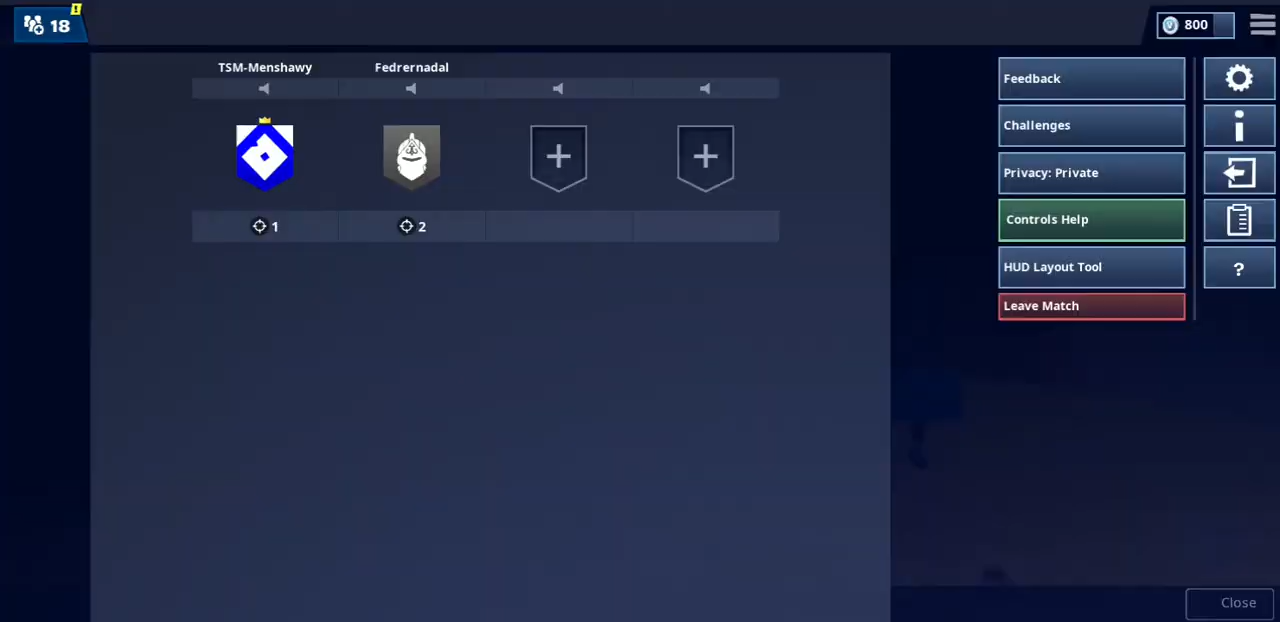 18
!
800
TSM-Menshawy
Fedrernadal
1
2
Feedback
Challenges
Privacy: Private
Controls Help
HUD Layout Tool
Leave Match
?
Close